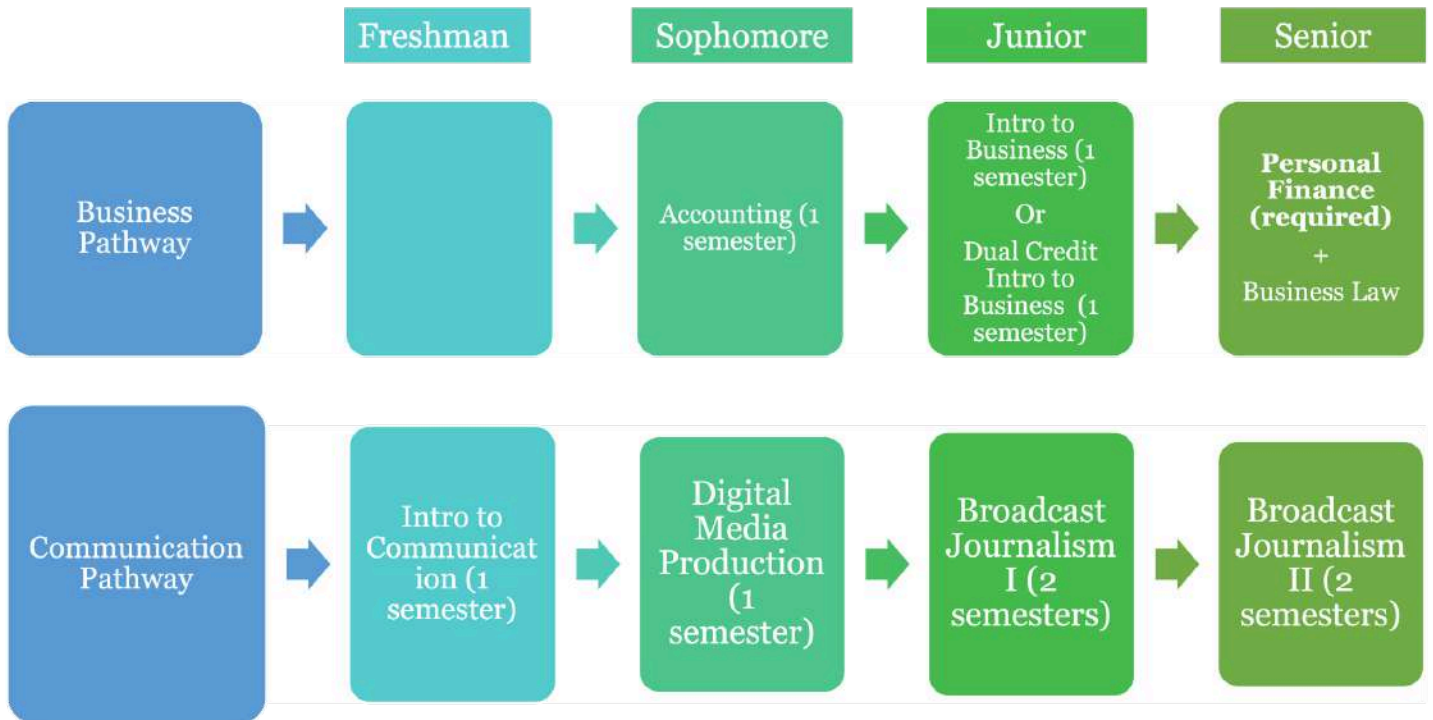 Freshman
Sophomore
Junior
Senior
Business
Pathway
Accounting (1
semester)
Intro to
Business (1
semester)
Or
Dual Credit
Intro to
Business (1
semester)
Personal
Finance
(required)
+
Business Law
Communication
Pathway
Intro to
Communicat
ion (1
semester)
Digital
Media
Production
(1
semester)
Broadcast
Journalism
I (2
semesters)
Broadcast
Journalism
II (2
semesters)